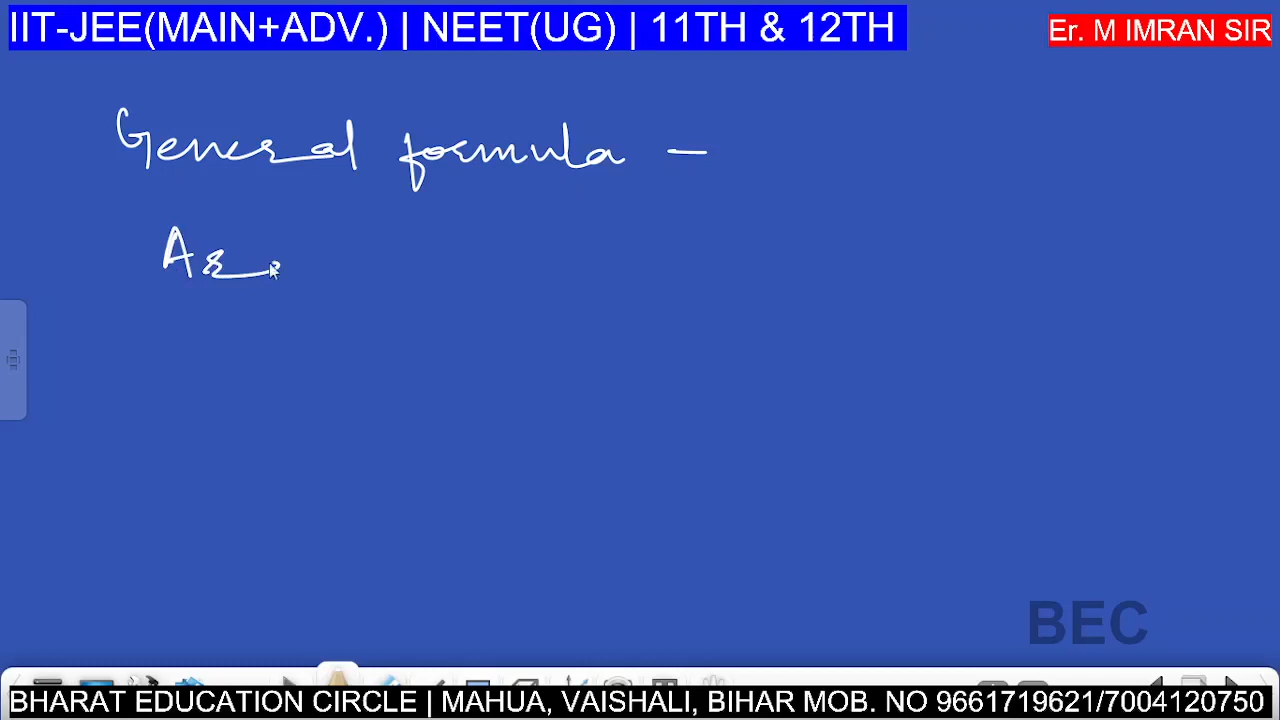 IIT-JEE(MAIN+ADV.) | NEET(UG) | 11TH & 12TH
Er. M IMRAN SIR
General formula –
Ar
BEC
BHARAT EDUCATION CIRCLE | MAHUA, VAISHALI, BIHAR MOB. NO 9661719621/7004120750